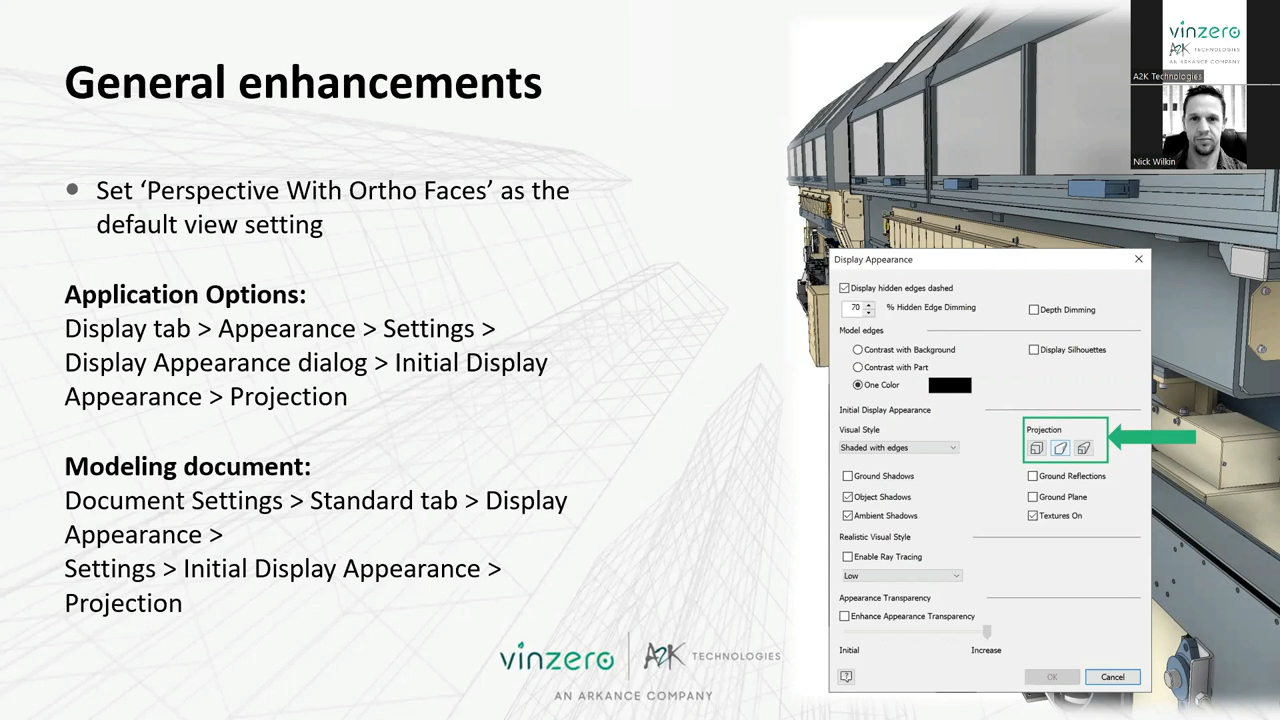 General enhancements
Set ‘Perspective With Ortho Faces’ as the
default view setting
Application Options:
Display tab > Appearance > Settings >
Display Appearance dialog > Initial Display
Appearance > Projection
Modeling document:
Document Settings > Standard tab > Display
Appearance >
Settings > Initial Display Appearance >
Projection
vinzero A2K TECHNOLOGIES
AN ARKANCE COMPANY
vinzero
A2K TECHNOLOGIES
AN ARKANCE COMPANY
A2K Technologies
Nick Wilkin
Display Appearance
Display hidden edges dashed
70 % Hidden Edge Dimming
Depth Dimming
Model edges
Contrast with Background
Display Silhouettes
Contrast with Part
One Color
Initial Display Appearance
Visual Style
Projection
Shaded with edges
Ground Shadows
Ground Reflections
Object Shadows
Ground Plane
Ambient Shadows
Textures On
Realistic Visual Style
Enable Ray Tracing
Low
Appearance Transparency
Enhance Appearance Transparency
Initial
Increase
?
OK
Cancel